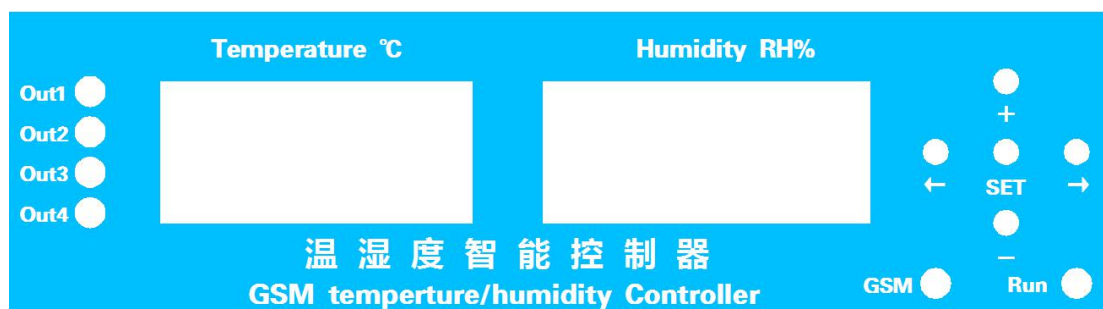 Temperature ℃
Humidity RH%
Out1
Out2
Out3
Out4
+
← SET →
−
温湿度智能控制器
GSM temperture/humidity Controller
GSM
Run